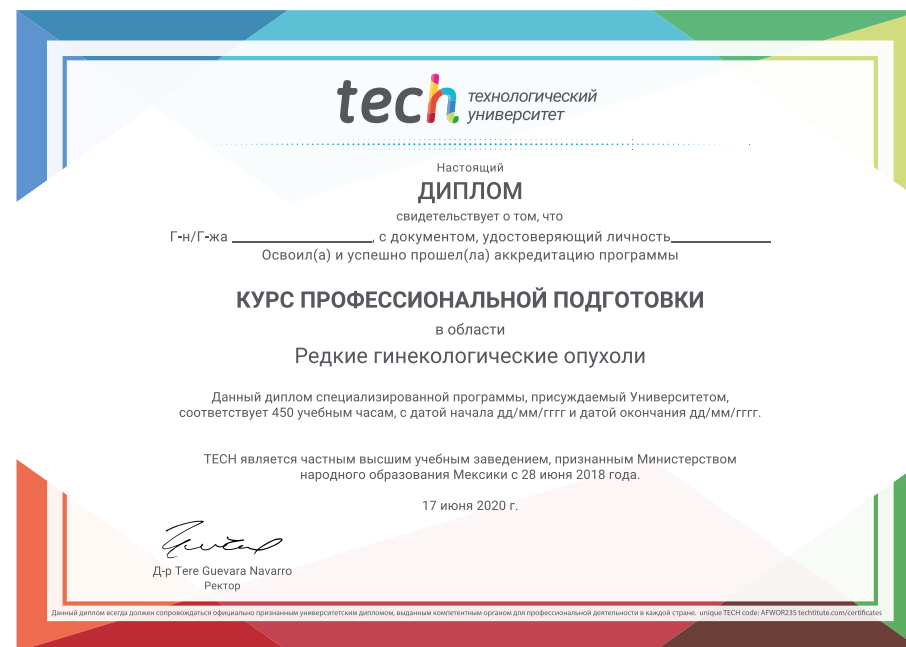 tech технологический
университет
Настоящий
ДИПЛОМ
свидетельствует о том, что
Г-н/Г-жа ____________________, с документом, удостоверяющий личность______________
Освоил(а) и успешно прошел(ла) аккредитацию программы
КУРС ПРОФЕССИОНАЛЬНОЙ ПОДГОТОВКИ
в области
Редкие гинекологические опухоли
Данный диплом специализированной программы, присуждаемый Университетом,
соответствует 450 учебным часам, с датой начала дд/мм/гггг и датой окончания дд/мм/гггг.
TECH является частным высшим учебным заведением, признанным Министерством
народного образования Мексики с 28 июня 2018 года.
17 июня 2020 г.
Д-р Tere Guevara Navarro
Ректор
Данный диплом всегда должен сопровождаться официально признанным университетским дипломом, выданным компетентным органом для профессиональной деятельности в каждой стране. unique TECH code: AFWOR23S techtitute.com/certificates